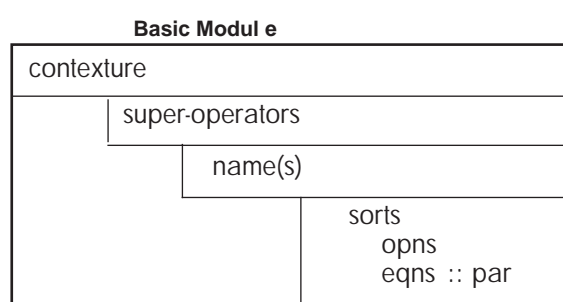 Basic Modul e
contexture
super-operators
name(s)
sorts
opns
eqns :: par